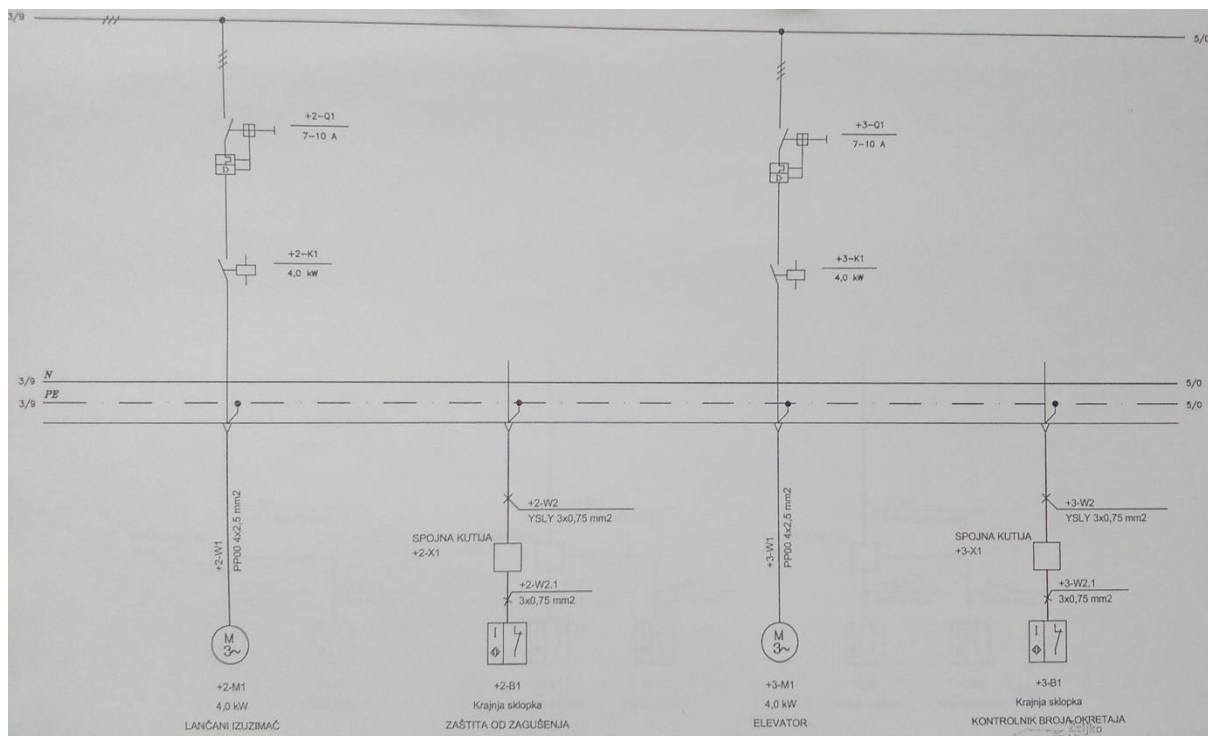 3/9
5/0
+2-Q1
7-10 A
D
+3-Q1
7-10 A
D
+2-K1
4,0 kW
+3-K1
4,0 kW
3/9 N
5/0
3/9 PE
5/0
+2-W1
PP00 4x2,5 mm2
+2-W2
YSLY 3x0,75 mm2
SPOJNA KUTIJA
+2-X1
+2-W2.1
3x0,75 mm2
+3-W1
PP00 4x2,5 mm2
+3-W2
YSLY 3x0,75 mm2
SPOJNA KUTIJA
+3-X1
+3-W2.1
3x0,75 mm2
M
3~
I
M
3~
I
+2-M1
4,0 kW
LANČANI IZUZIMAČ
+2-B1
Krajnja sklopka
ZAŠTITA OD ZAGUŠENJA
+3-M1
4,0 kW
ELEVATOR
+3-B1
Krajnja sklopka
KONTROLNIK BROJA OKRETAJA